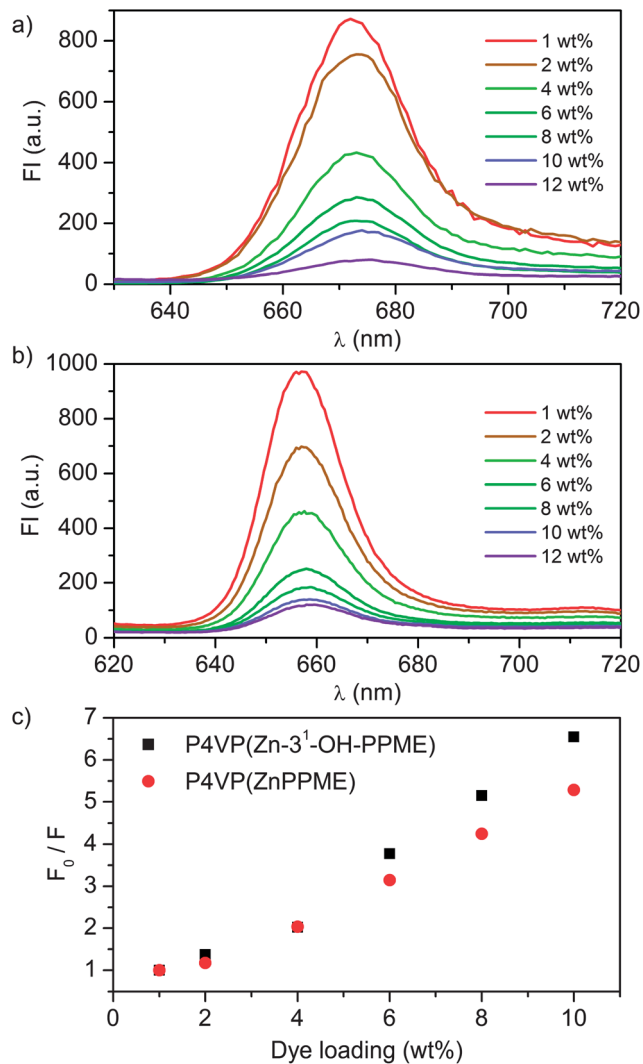 a)
800
600
400
200
0
FI (a.u.)
1 wt%
2 wt%
4 wt%
6 wt%
8 wt%
10 wt%
12 wt%
640 660 680 700 720
λ (nm)
b)
1000
800
600
400
200
0
FI (a.u.)
1 wt%
2 wt%
4 wt%
6 wt%
8 wt%
10 wt%
12 wt%
620 640 660 680 700 720
λ (nm)
c)
7
6
5
4
3
2
1
F₀ / F
P4VP(Zn-3¹-OH-PPME)
P4VP(ZnPPME)
0 2 4 6 8 10
Dye loading (wt%)